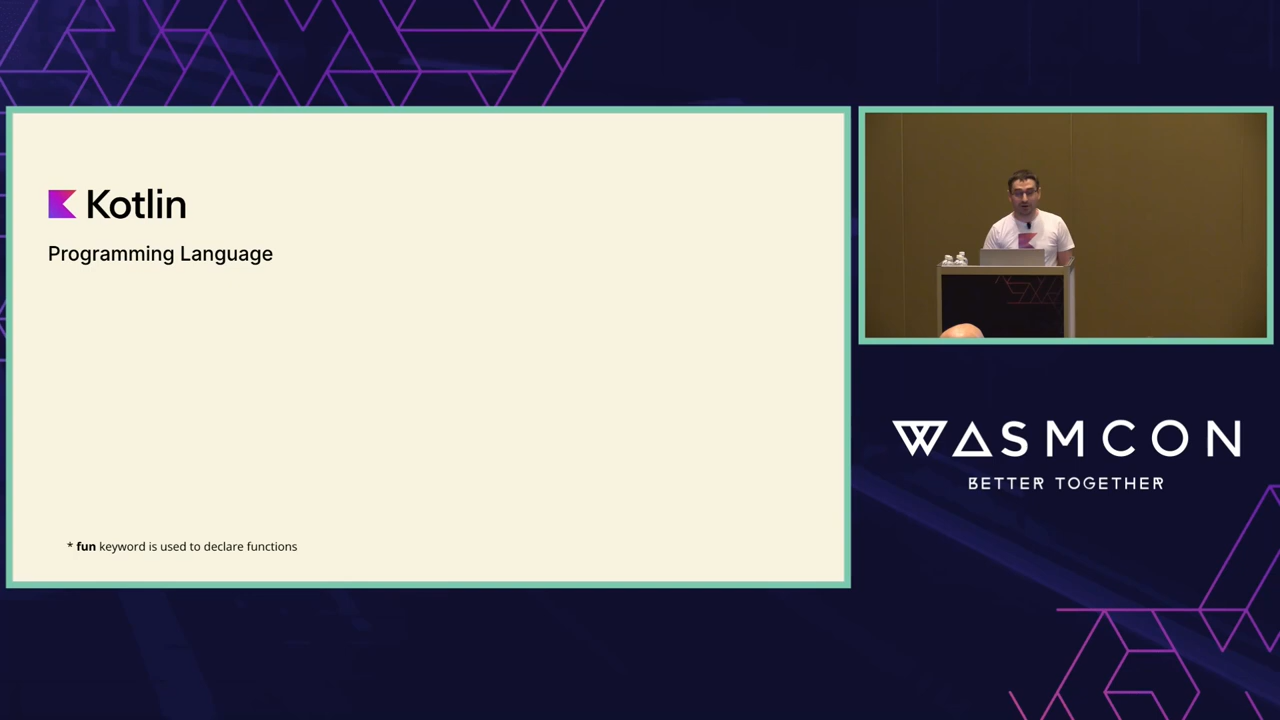 Kotlin
Programming Language
* fun keyword is used to declare functions
WASMCON
BETTER TOGETHER